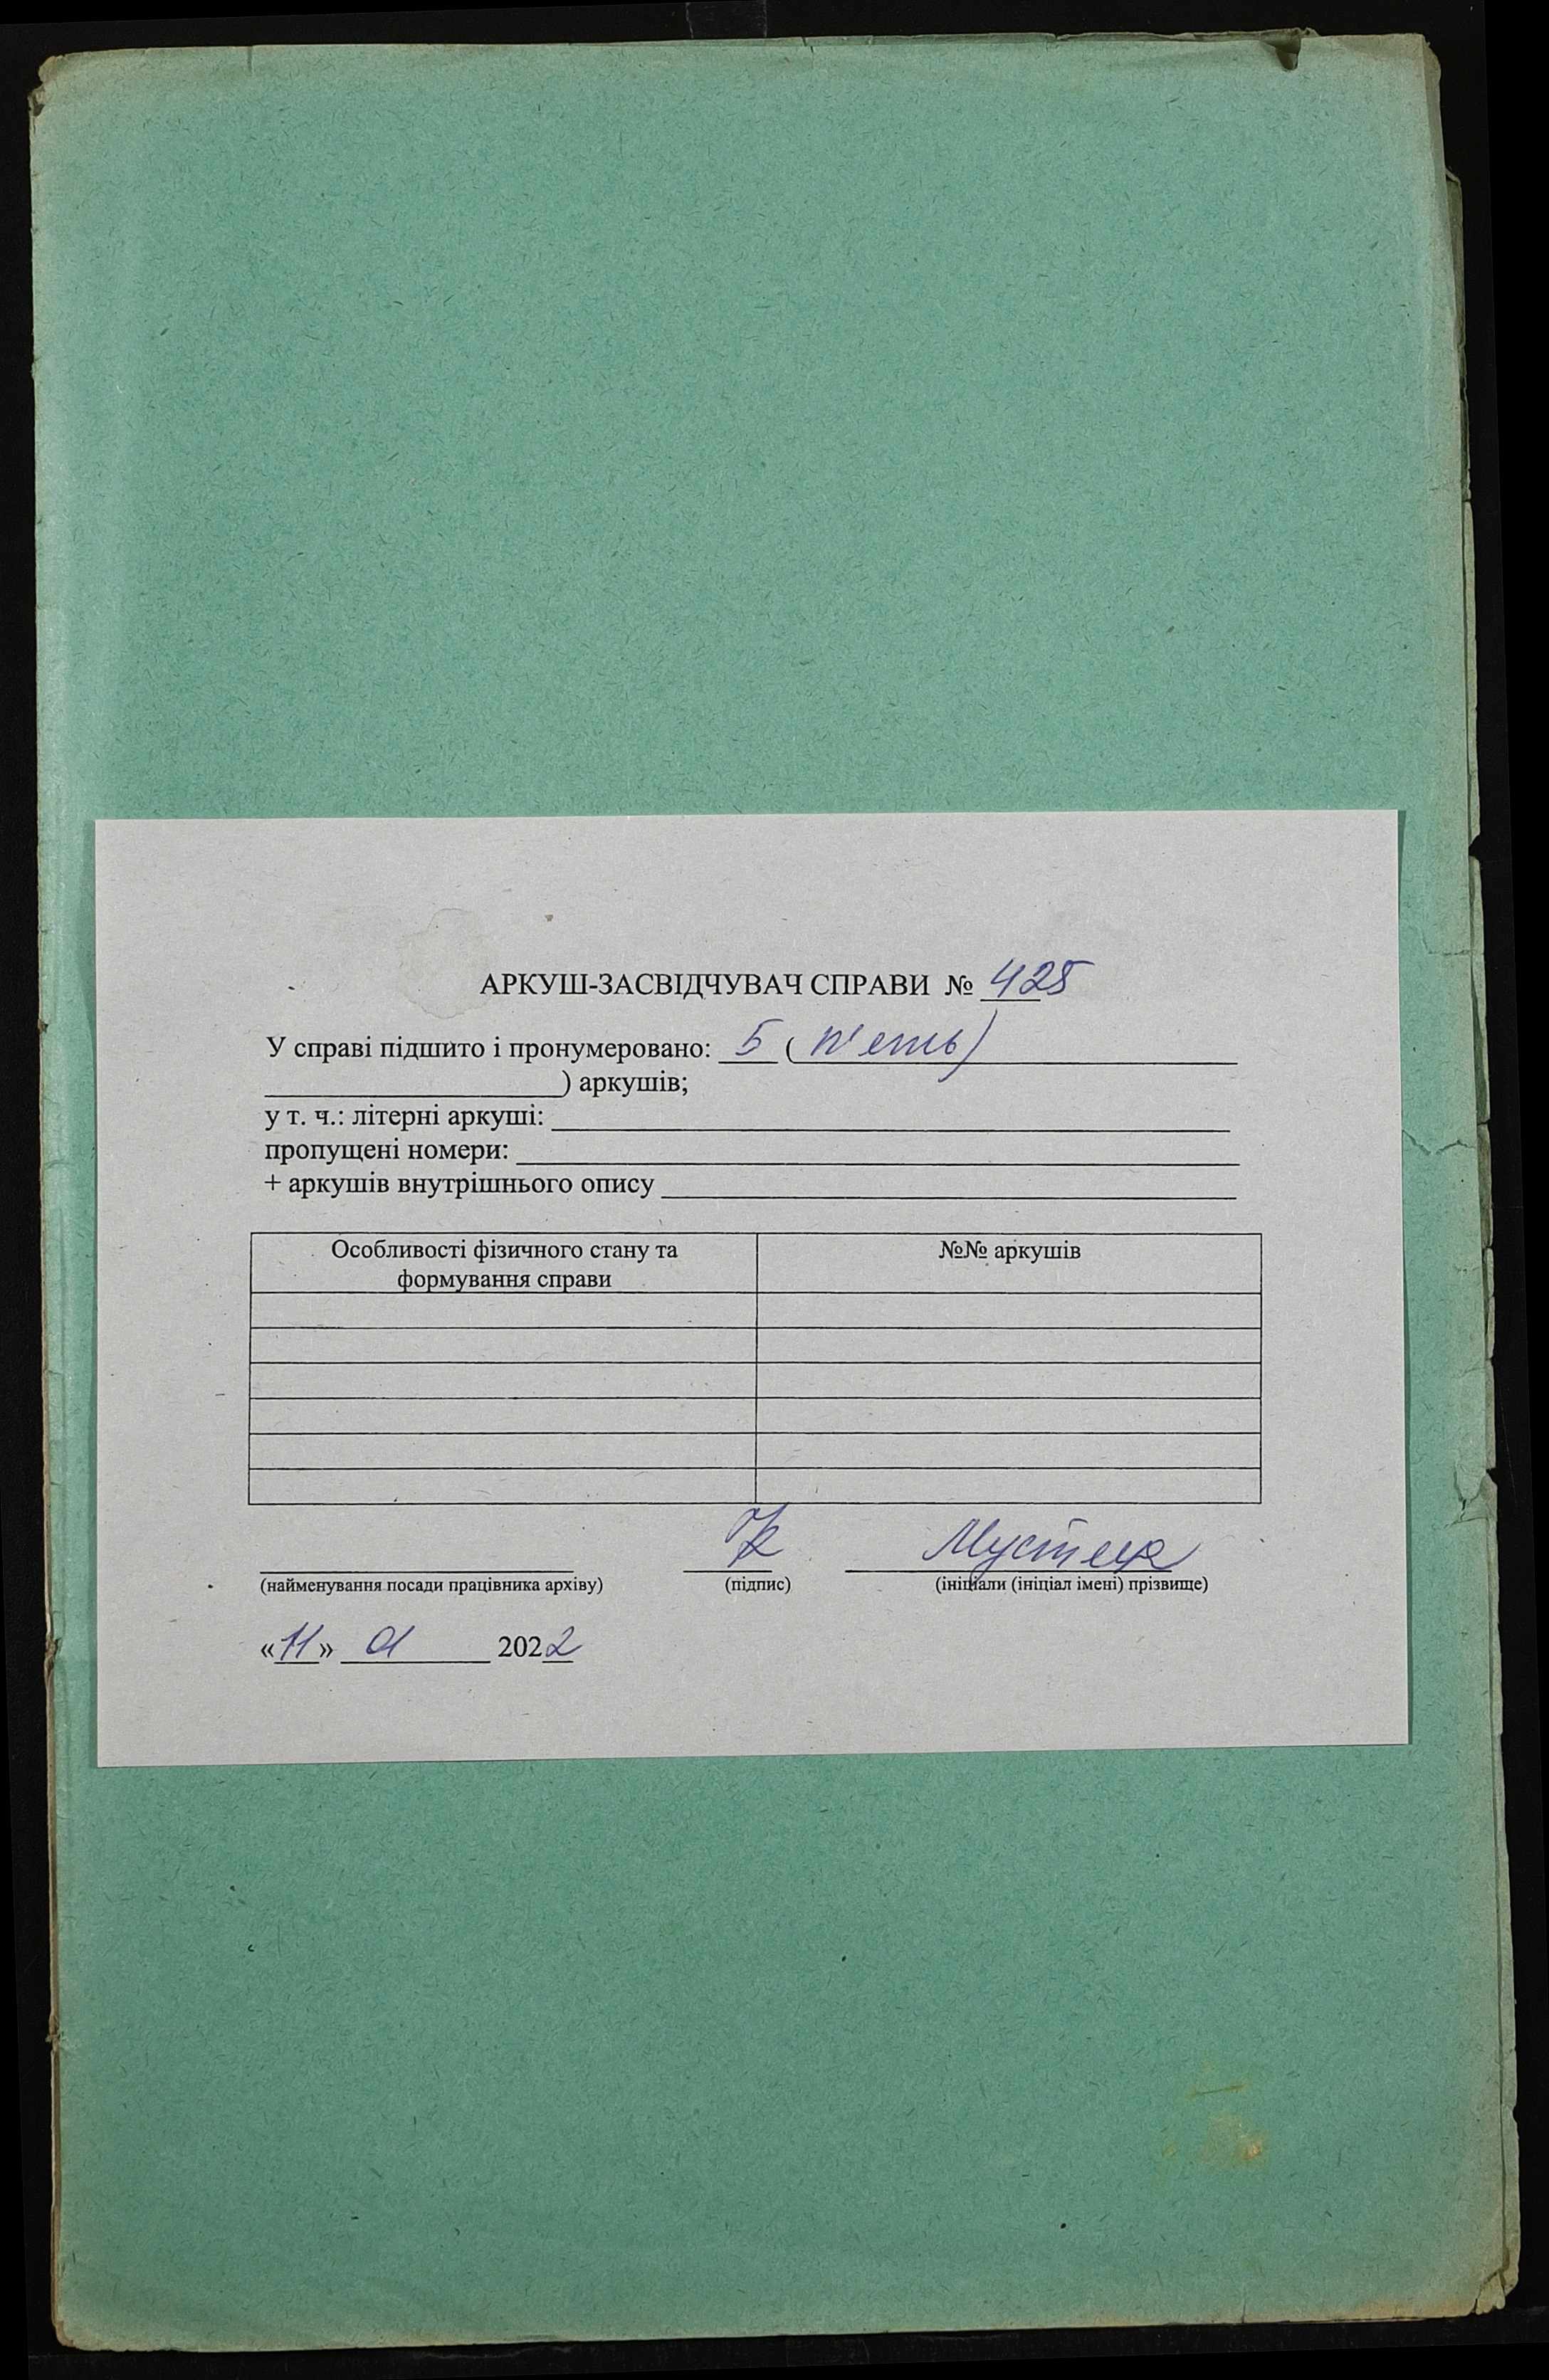 АРКУШ-ЗАСВІДЧУВАЧ СПРАВИ № 425
У справі підшито і пронумеровано: 5 (п'ять)
) аркушів;
у т. ч.: літерні аркуші:
пропущені номери:
+ аркушів внутрішнього опису
Особливості фізичного стану та
формування справи
№№ аркушів
(найменування посади працівника архіву)
(підпис)
(ініціали (ініціал імені) прізвище)
«11» 01 2022